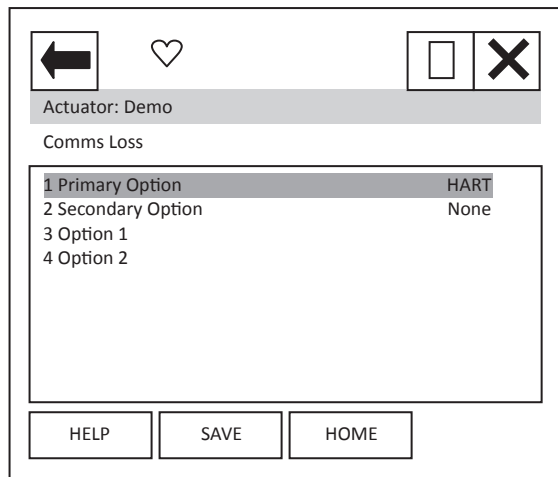 Actuator: Demo
Comms Loss
1 Primary Option HART
2 Secondary Option None
3 Option 1
4 Option 2
HELP SAVE HOME